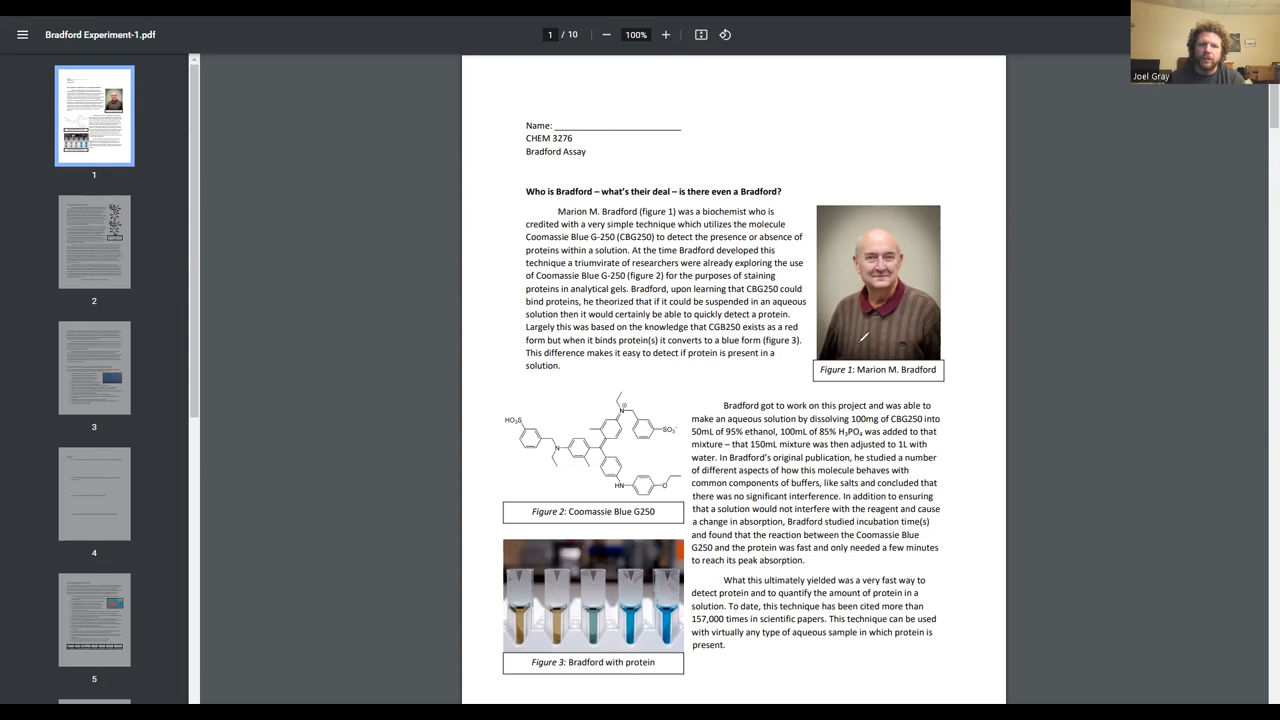 Bradford Experiment-1.pdf
1 / 10
100%
Joel Gray
1
2
3
4
5
Name: ___________________________
CHEM 3276
Bradford Assay
Who is Bradford – what's their deal – is there even a Bradford?
Marion M. Bradford (figure 1) was a biochemist who is
credited with a very simple technique which utilizes the molecule
Coomassie Blue G-250 (CBG250) to detect the presence or absence of
proteins within a solution. At the time Bradford developed this
technique a triumvirate of researchers were already exploring the use
of Coomassie Blue G-250 (figure 2) for the purposes of staining
proteins in analytical gels. Bradford, upon learning that CBG250 could
bind proteins, he theorized that if it could be suspended in an aqueous
solution then it would certainly be able to quickly detect a protein.
Largely this was based on the knowledge that CGB250 exists as a red
form but when it binds protein(s) it converts to a blue form (figure 3).
This difference makes it easy to detect if protein is present in a
solution.
Figure 1: Marion M. Bradford
HO₃S
N
⊕
SO₃⁻
N
HN
O
Figure 2: Coomassie Blue G250
Figure 3: Bradford with protein
Bradford got to work on this project and was able to
make an aqueous solution by dissolving 100mg of CBG250 into
50mL of 95% ethanol, 100mL of 85% H₃PO₄ was added to that
mixture – that 150mL mixture was then adjusted to 1L with
water. In Bradford's original publication, he studied a number
of different aspects of how this molecule behaves with
common components of buffers, like salts and concluded that
there was no significant interference. In addition to ensuring
that a solution would not interfere with the reagent and cause
a change in absorption, Bradford studied incubation time(s)
and found that the reaction between the Coomassie Blue
G250 and the protein was fast and only needed a few minutes
to reach its peak absorption.
What this ultimately yielded was a very fast way to
detect protein and to quantify the amount of protein in a
solution. To date, this technique has been cited more than
157,000 times in scientific papers. This technique can be used
with virtually any type of aqueous sample in which protein is
present.